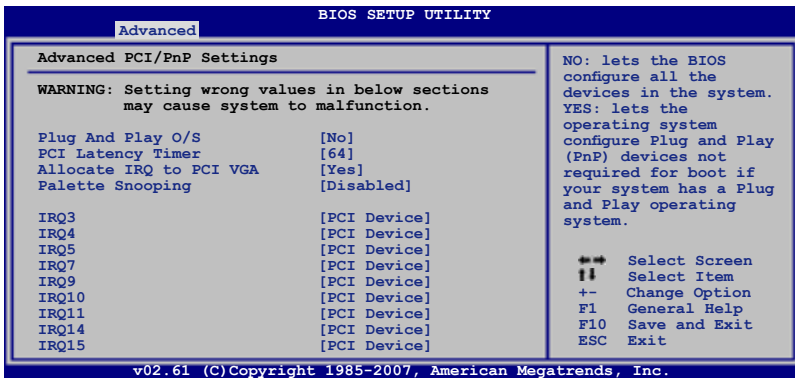 BIOS SETUP UTILITY
Advanced
Advanced PCI/PnP Settings
WARNING: Setting wrong values in below sections
may cause system to malfunction.
Plug And Play O/S [No]
PCI Latency Timer [64]
Allocate IRQ to PCI VGA [Yes]
Palette Snooping [Disabled]
IRQ3 [PCI Device]
IRQ4 [PCI Device]
IRQ5 [PCI Device]
IRQ7 [PCI Device]
IRQ9 [PCI Device]
IRQ10 [PCI Device]
IRQ11 [PCI Device]
IRQ14 [PCI Device]
IRQ15 [PCI Device]
NO: lets the BIOS
configure all the
devices in the system.
YES: lets the
operating system
configure Plug and Play
(PnP) devices not
required for boot if
your system has a Plug
and Play operating
system.
←→ Select Screen
↑↓ Select Item
+- Change Option
F1 General Help
F10 Save and Exit
ESC Exit
v02.61 (C)Copyright 1985-2007, American Megatrends, Inc.